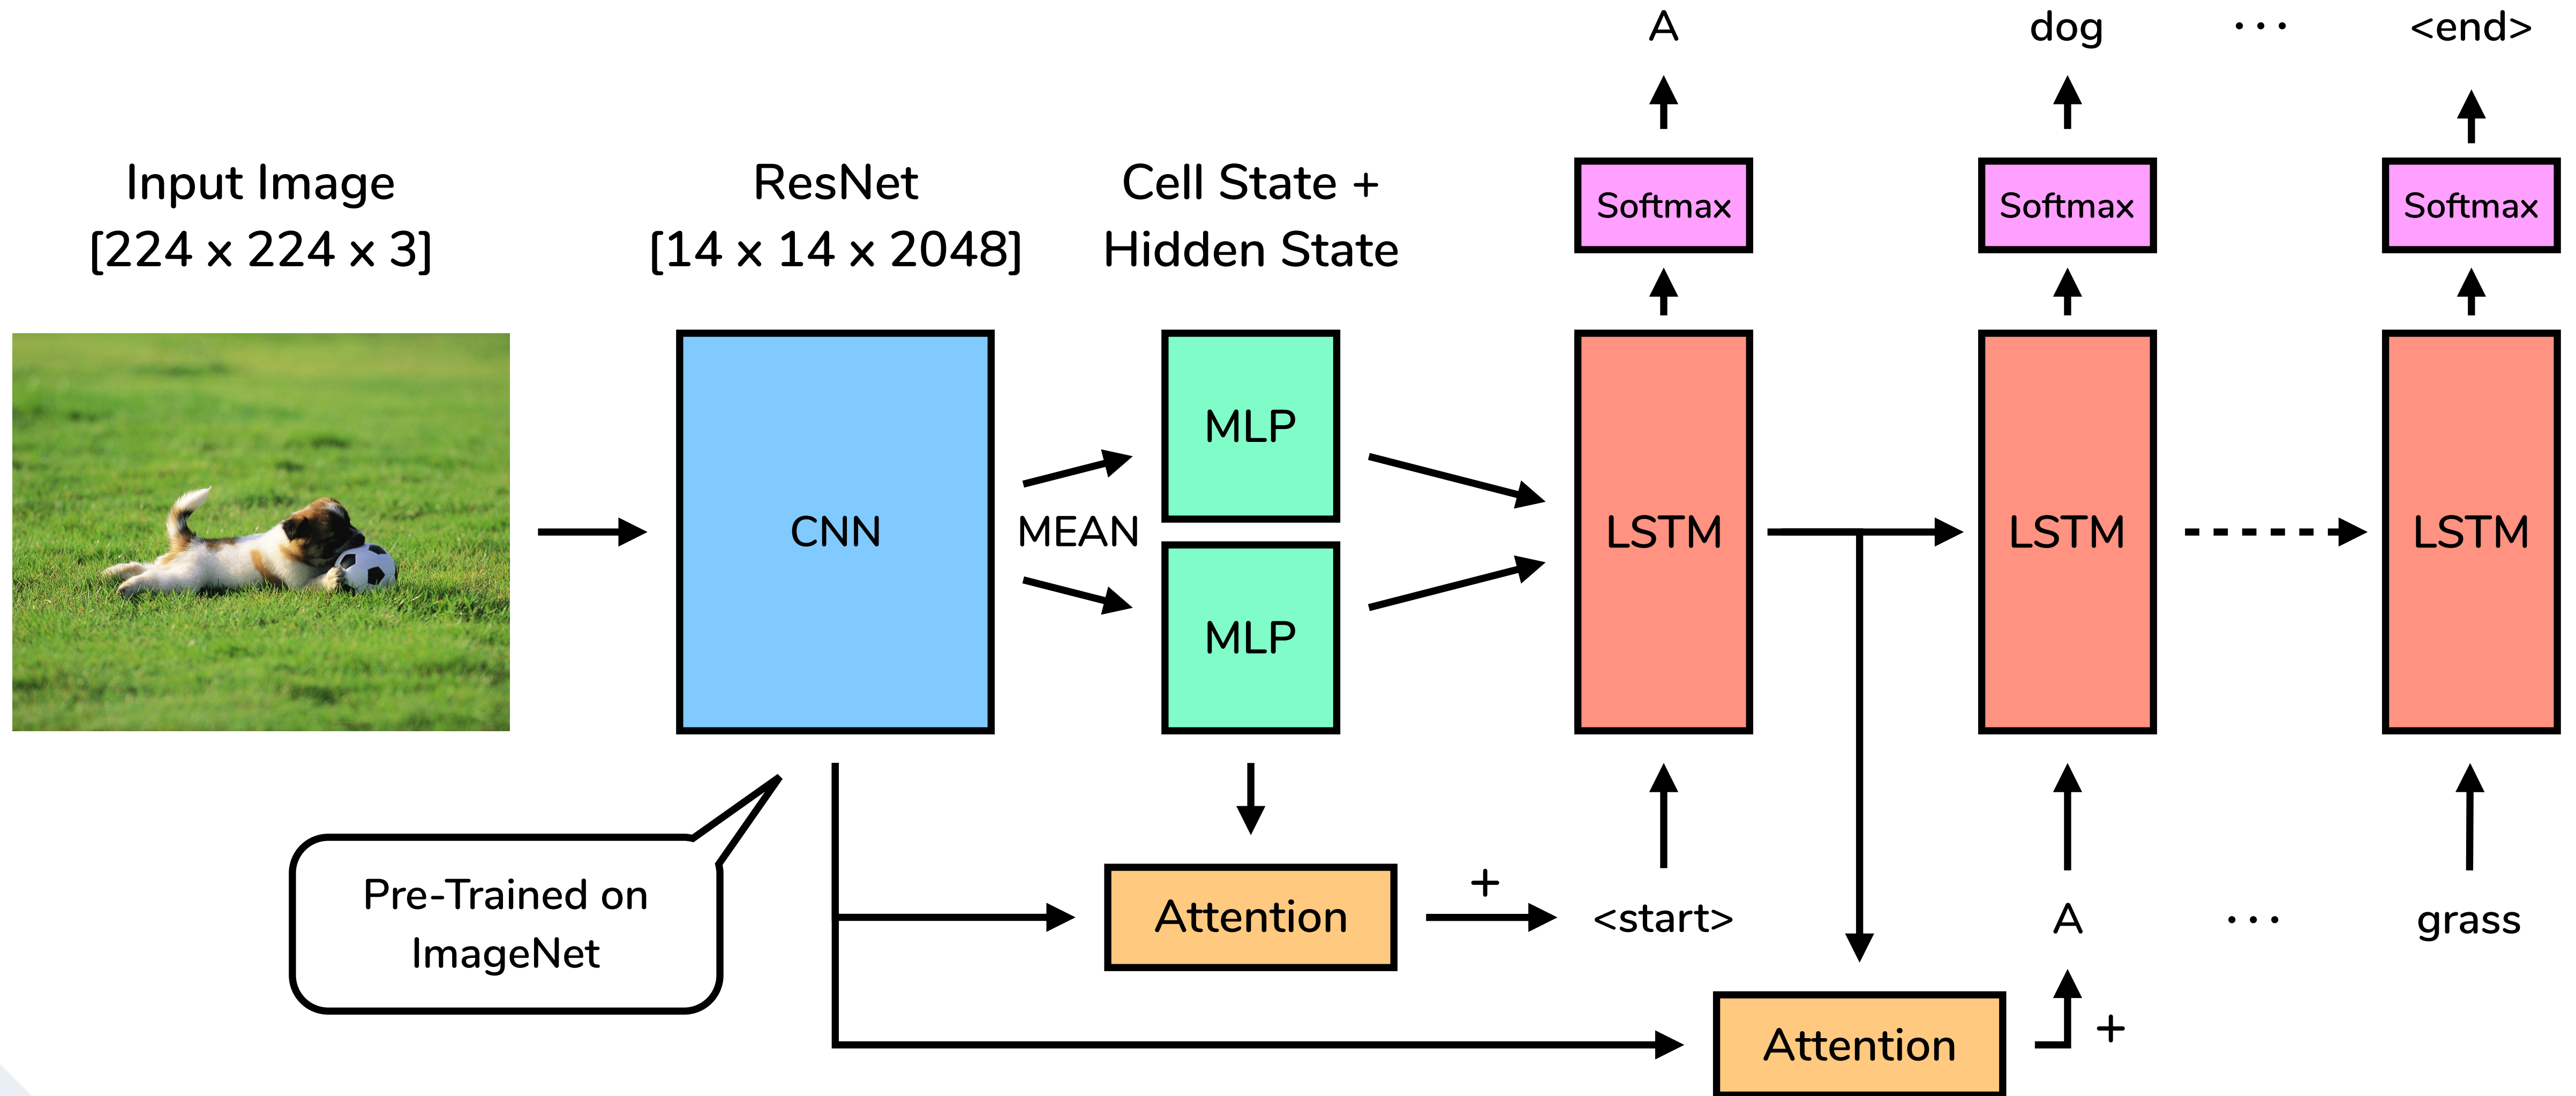 A
dog
...
<end>
Softmax
Softmax
Softmax
Input Image
[224 x 224 x 3]
ResNet
[14 x 14 x 2048]
Cell State +
Hidden State
CNN
MEAN
MLP
MLP
LSTM
LSTM
LSTM
Pre-Trained on
ImageNet
Attention
+
<start>
A
...
grass
Attention
+